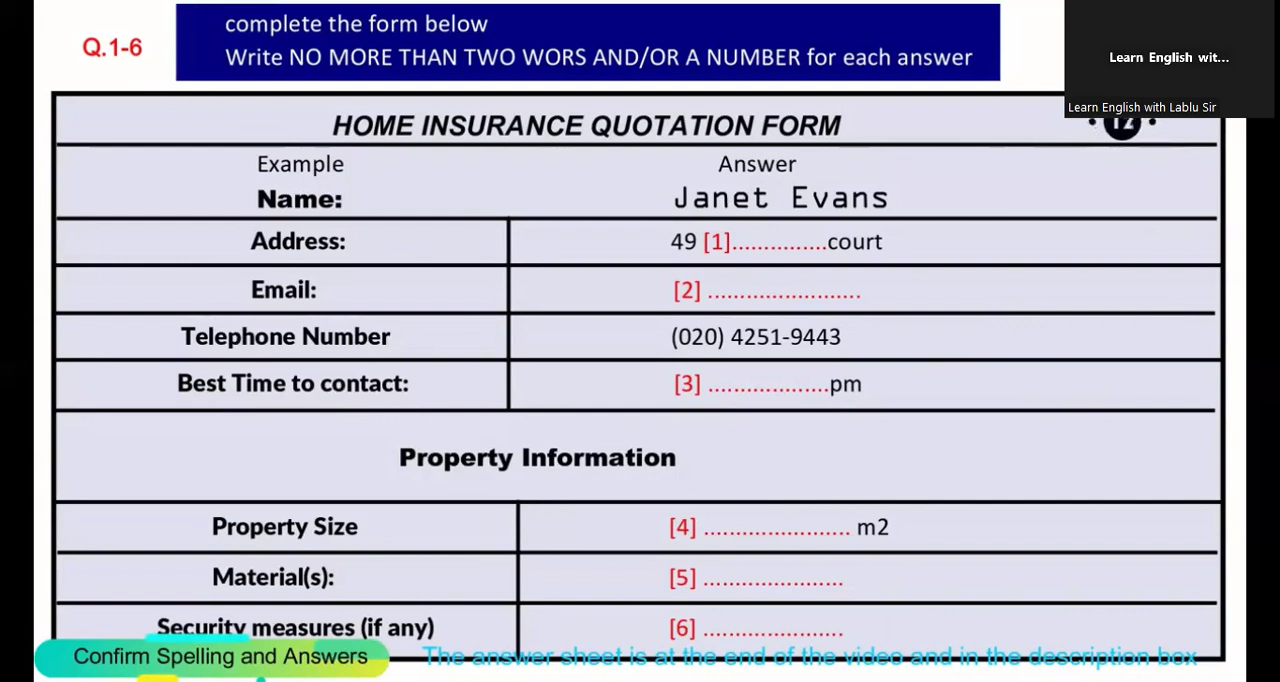 Q.1-6
complete the form below
Write NO MORE THAN TWO WORS AND/OR A NUMBER for each answer
Learn English wit...
Learn English with Lablu Sir
HOME INSURANCE QUOTATION FORM
Example Answer
Name: Janet Evans
Address: 49 [1]...............court
Email: [2] ........................
Telephone Number (020) 4251-9443
Best Time to contact: [3] ...................pm
Property Information
Property Size [4] ....................... m2
Material(s): [5] ......................
Security measures (if any) [6] ......................
Confirm Spelling and Answers
The answer sheet is at the end of the video and in the description box